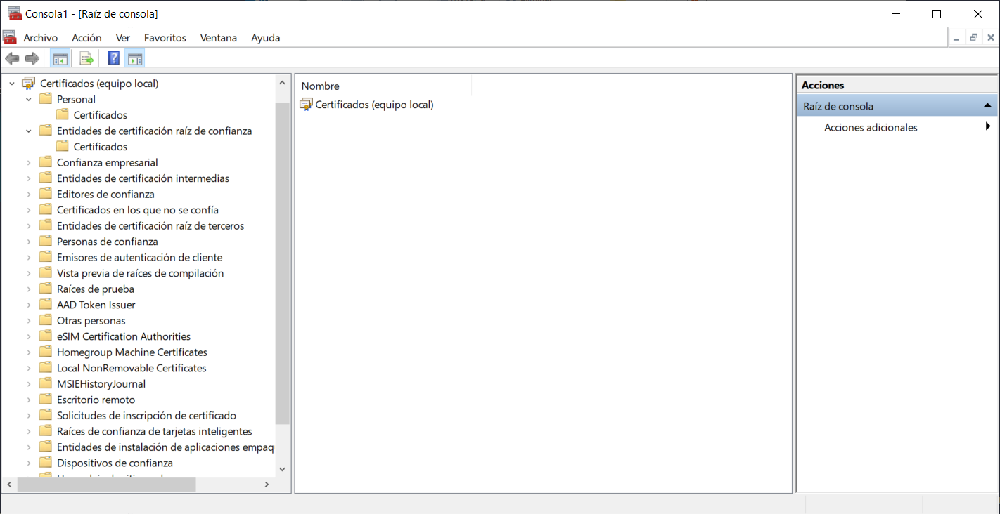 Consola1 - [Raíz de consola]
Archivo Acción Ver Favoritos Ventana Ayuda
Certificados (equipo local)
Personal
Certificados
Entidades de certificación raíz de confianza
Certificados
Confianza empresarial
Entidades de certificación intermedias
Editores de confianza
Certificados en los que no se confía
Entidades de certificación raíz de terceros
Personas de confianza
Emisores de autenticación de cliente
Vista previa de raíces de compilación
Raíces de prueba
AAD Token Issuer
Otras personas
eSIM Certification Authorities
Homegroup Machine Certificates
Local NonRemovable Certificates
MSIEHistoryJournal
Escritorio remoto
Solicitudes de inscripción de certificado
Raíces de confianza de tarjetas inteligentes
Entidades de instalación de aplicaciones empaq
Dispositivos de confianza
Nombre
Certificados (equipo local)
Acciones
Raíz de consola
Acciones adicionales